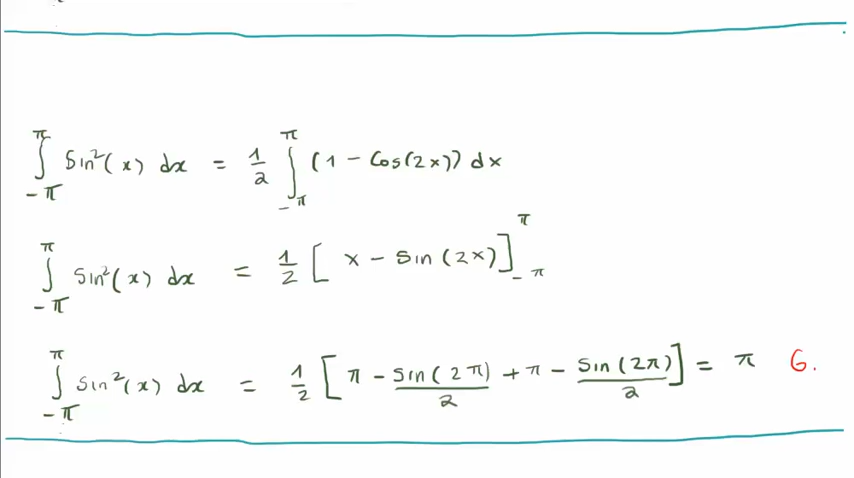 ∫_{-π}^{π} Sin²(x) dx = 1/2 ∫_{-π}^{π} (1 - Cos(2x)) dx
∫_{-π}^{π} Sin²(x) dx = 1/2 [ x - Sin (2x) ]_{-π}^{π}
∫_{-π}^{π} Sin²(x) dx = 1/2 [ π - Sin(2π)/2 + π - Sin(2π)/2 ] = π 6.